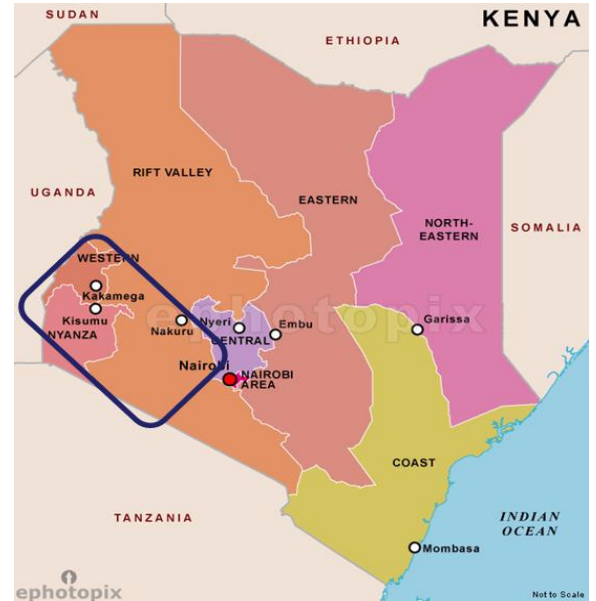 SUDAN
KENYA
ETHIOPIA
RIFT VALLEY
UGANDA
EASTERN
NORTH-
EASTERN
SOMALIA
WESTERN
Kakamega
Kisumu
NYANZA
Nakuru
Nyeri
CENTRAL
Embu
Garissa
ephotopix
Nairobi
NAIROBI
AREA
COAST
TANZANIA
INDIAN
OCEAN
Mombasa
ephotopix
Not to Scale